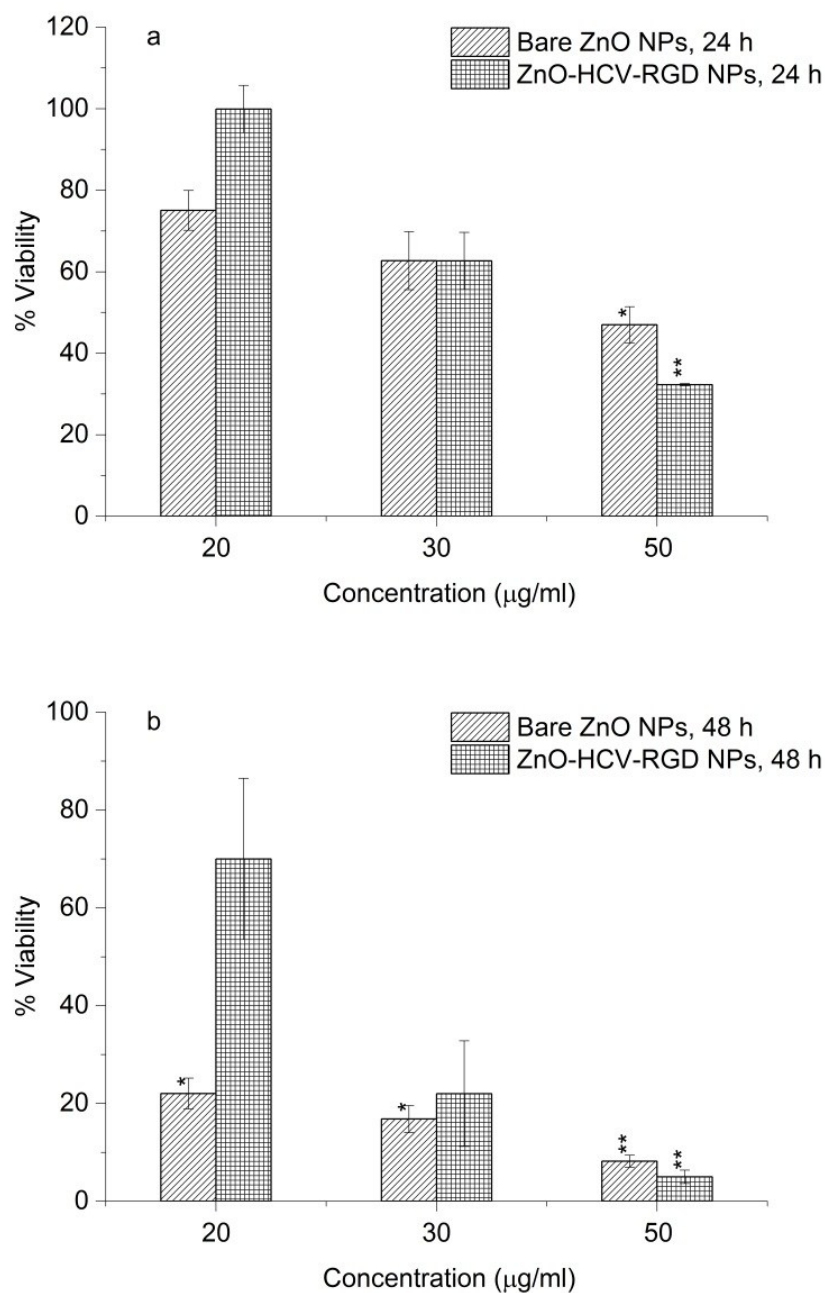 a
Bare ZnO NPs, 24 h
ZnO-HCV-RGD NPs, 24 h
% Viability
120
100
80
60
40
20
0
*
**
20 30 50
Concentration (μg/ml)
b
Bare ZnO NPs, 48 h
ZnO-HCV-RGD NPs, 48 h
% Viability
100
80
60
40
20
0
*
*
**
**
20 30 50
Concentration (μg/ml)